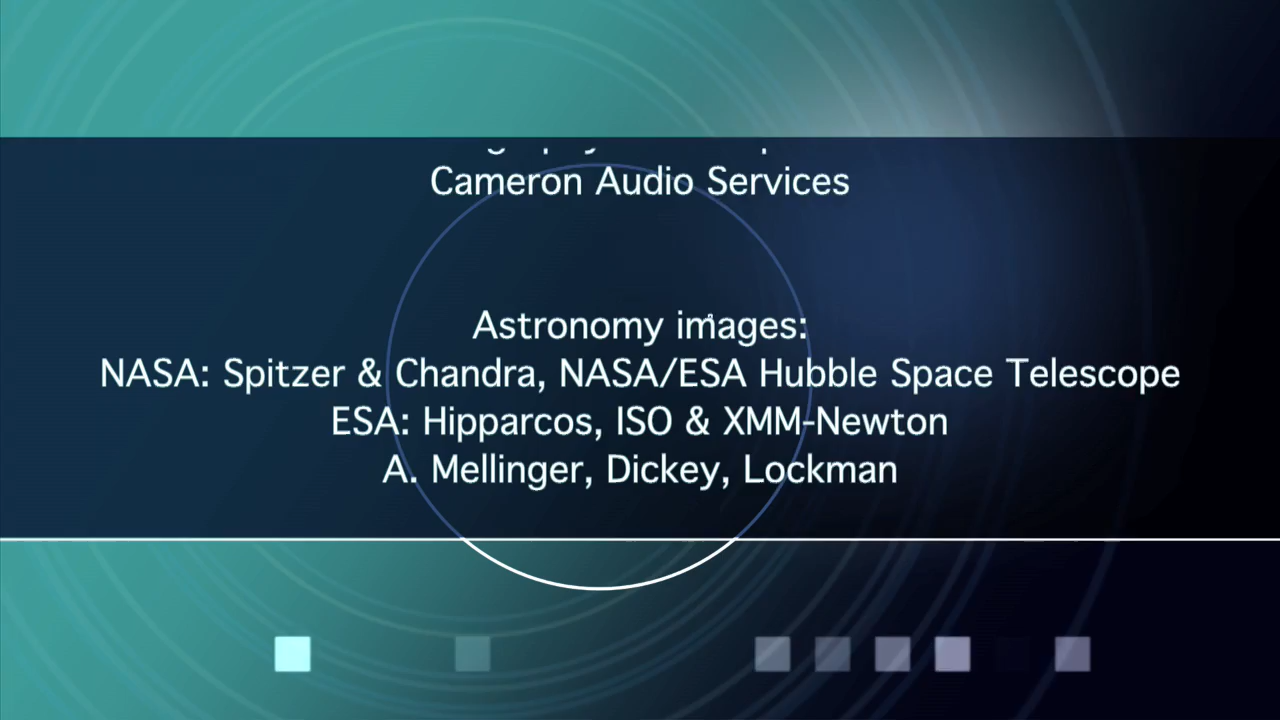 Cameron Audio Services
Astronomy images:
NASA: Spitzer & Chandra, NASA/ESA Hubble Space Telescope
ESA: Hipparcos, ISO & XMM-Newton
A. Mellinger, Dickey, Lockman